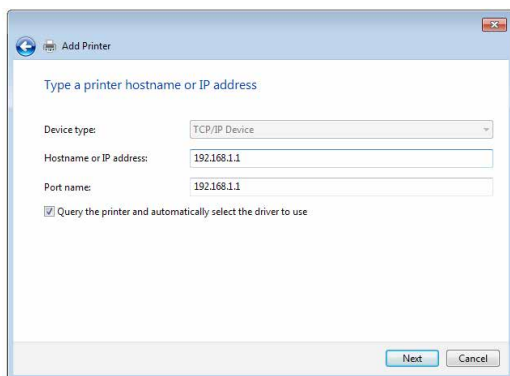 Add Printer
Type a printer hostname or IP address
Device type: TCP/IP Device
Hostname or IP address: 192.168.1.1
Port name: 192.168.1.1
Query the printer and automatically select the driver to use
Next Cancel